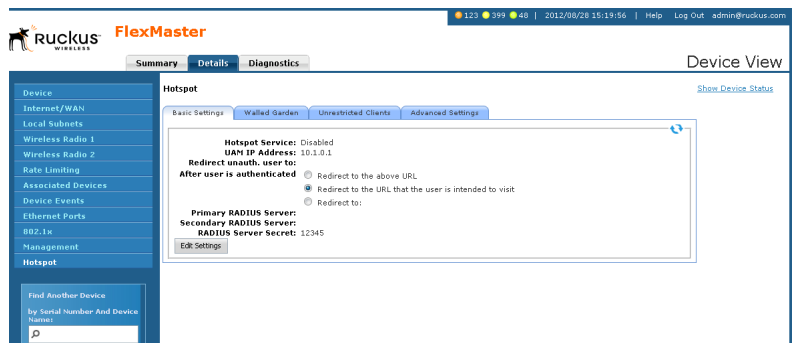 123 399 48 | 2012/08/28 15:19:56 | Help Log Out admin@ruckus.com
RUCKUS
WIRELESS
FlexMaster
Summary Details Diagnostics
Device View
Device
Internet/WAN
Local Subnets
Wireless Radio 1
Wireless Radio 2
Rate Limiting
Associated Devices
Device Events
Ethernet Ports
802.1x
Management
Hotspot
Find Another Device
by Serial Number And Device
Name:
Hotspot
Show Device Status
Basic Settings Walled Garden Unrestricted Clients Advanced Settings
Hotspot Service: Disabled
UAM IP Address: 10.1.0.1
Redirect unauth. user to:
After user is authenticated Redirect to the above URL
Redirect to the URL that the user is intended to visit
Redirect to:
Primary RADIUS Server:
Secondary RADIUS Server:
RADIUS Server Secret: 12345
Edit Settings